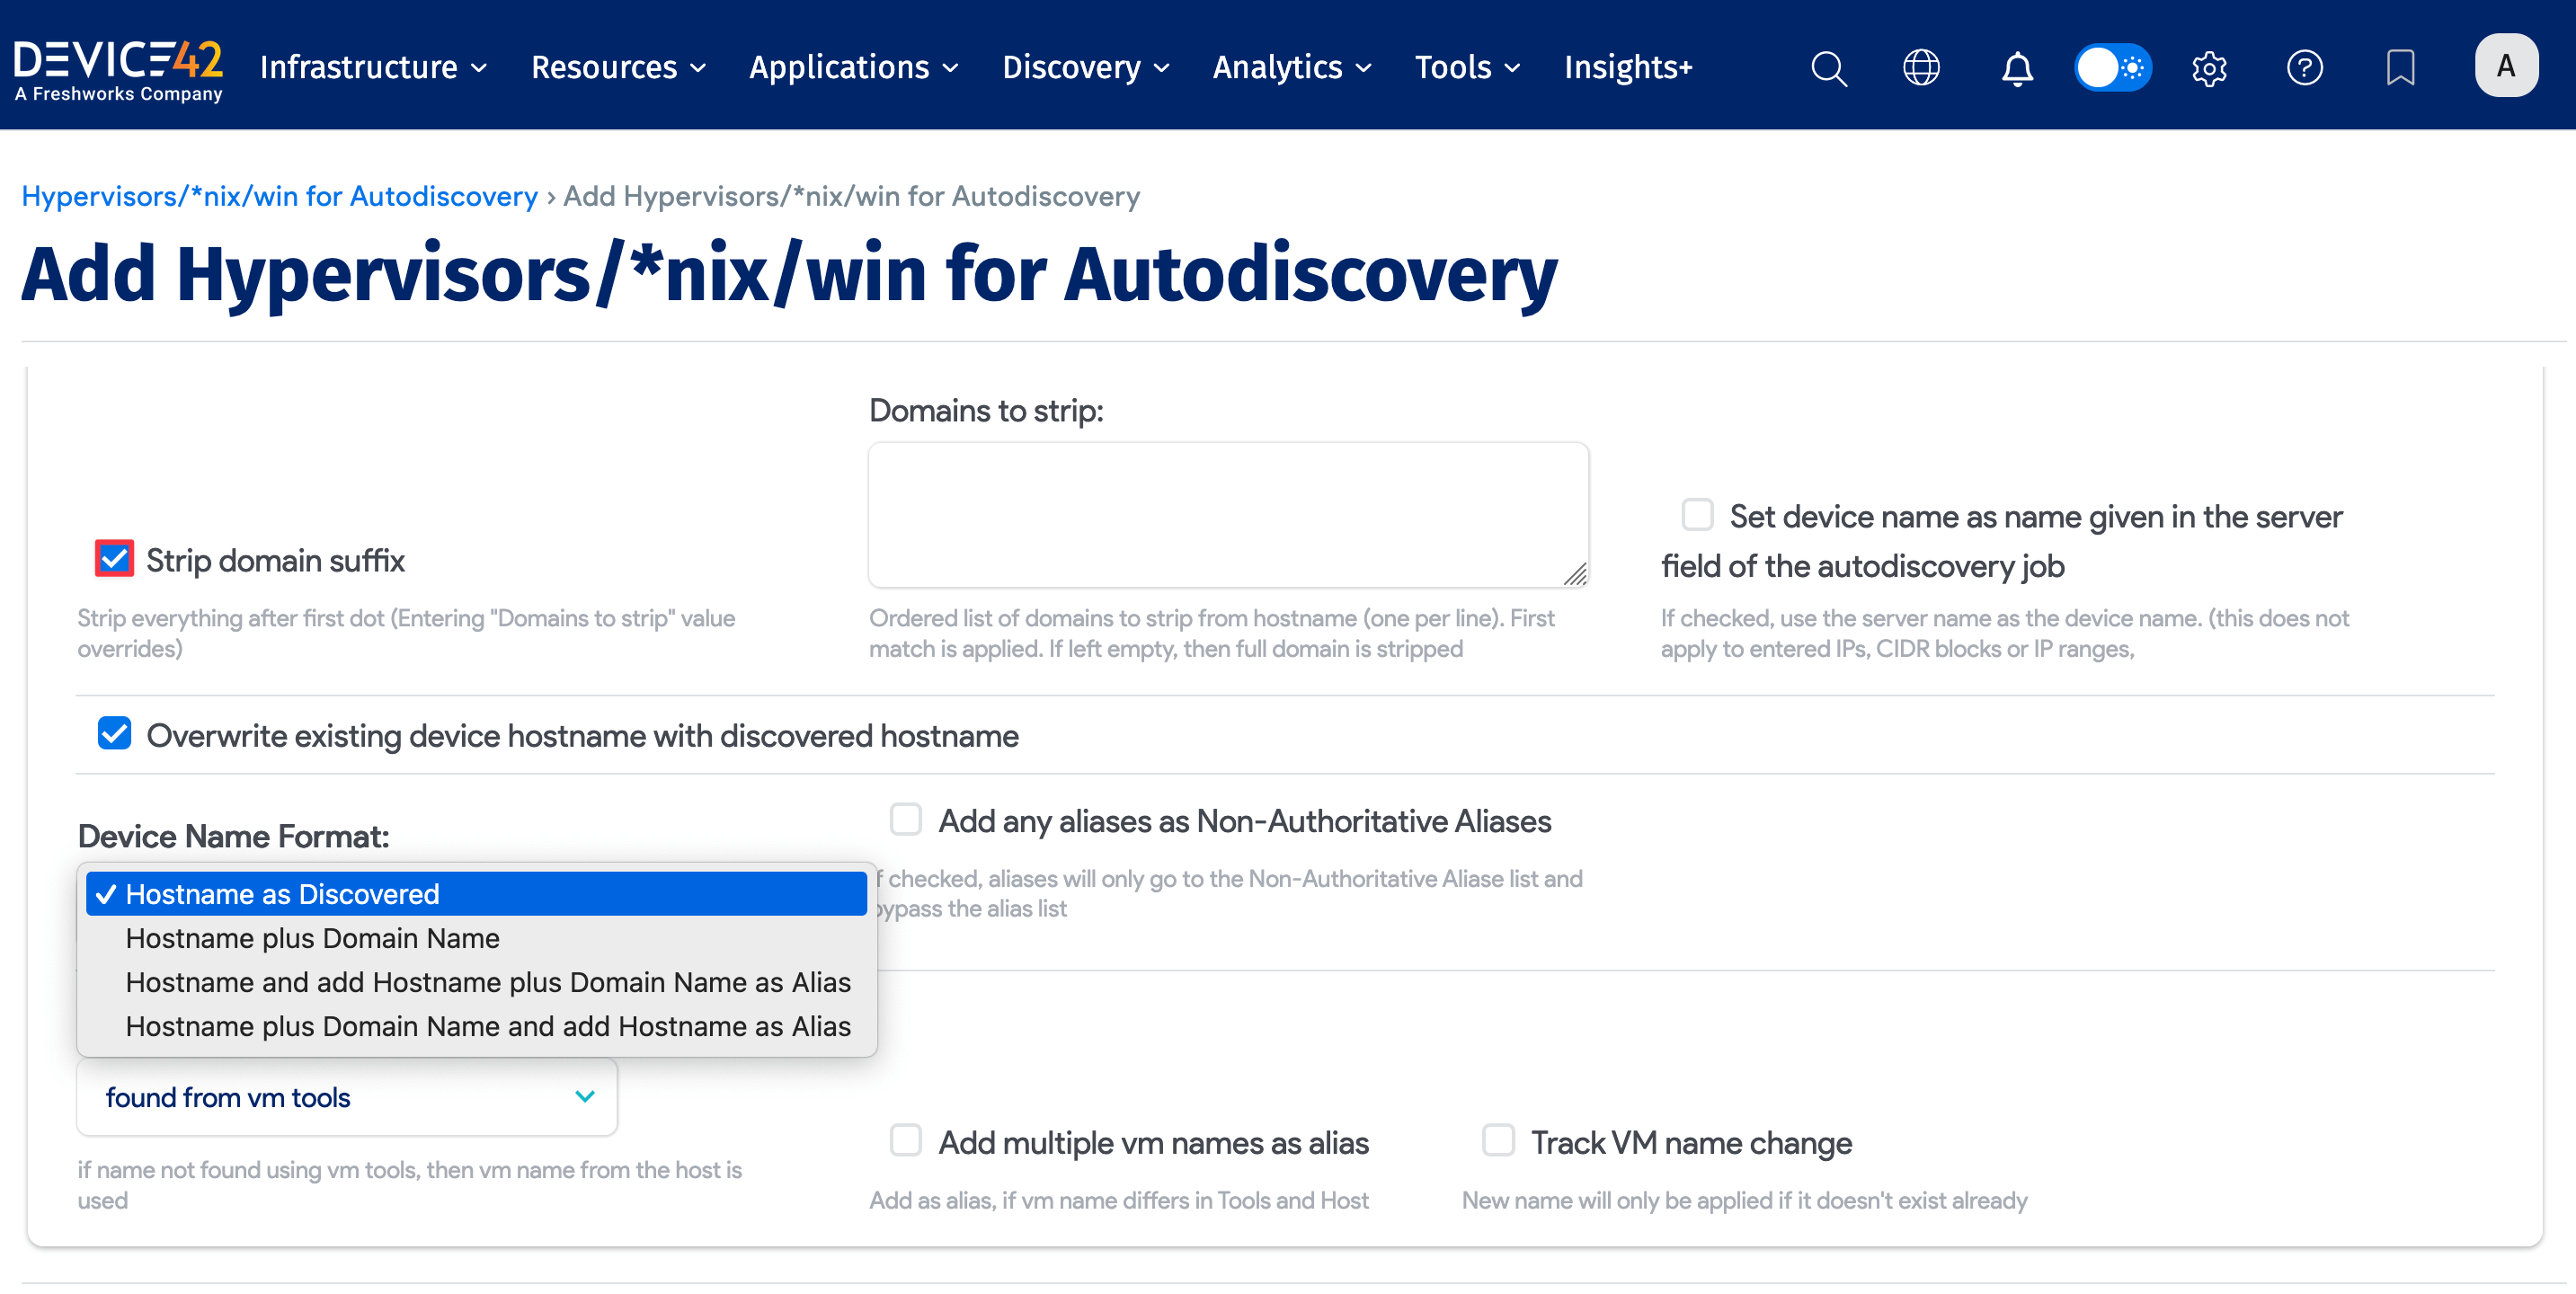 DEVICE42
A Freshworks Company
Infrastructure
Resources
Applications
Discovery
Analytics
Tools
Insights+
A
Hypervisors/*nix/win for Autodiscovery › Add Hypervisors/*nix/win for Autodiscovery
Add Hypervisors/*nix/win for Autodiscovery
Domains to strip:
Strip domain suffix
Strip everything after first dot (Entering "Domains to strip" value
overrides)
Ordered list of domains to strip from hostname (one per line). First
match is applied. If left empty, then full domain is stripped
Set device name as name given in the server
field of the autodiscovery job
If checked, use the server name as the device name. (this does not
apply to entered IPs, CIDR blocks or IP ranges,
Overwrite existing device hostname with discovered hostname
Device Name Format:
✓ Hostname as Discovered
Hostname plus Domain Name
Hostname and add Hostname plus Domain Name as Alias
Hostname plus Domain Name and add Hostname as Alias
Add any aliases as Non-Authoritative Aliases
f checked, aliases will only go to the Non-Authoritative Aliase list and
ypass the alias list
found from vm tools
if name not found using vm tools, then vm name from the host is
used
Add multiple vm names as alias
Add as alias, if vm name differs in Tools and Host
Track VM name change
New name will only be applied if it doesn't exist already